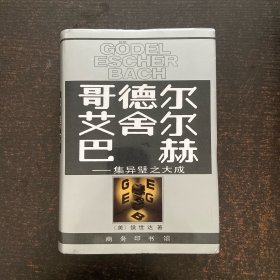 GÖDEL
ESCHER
BACH
哥德尔
艾舍尔
巴赫
——集异璧之大成
〔美〕侯世达 著
商务印书馆